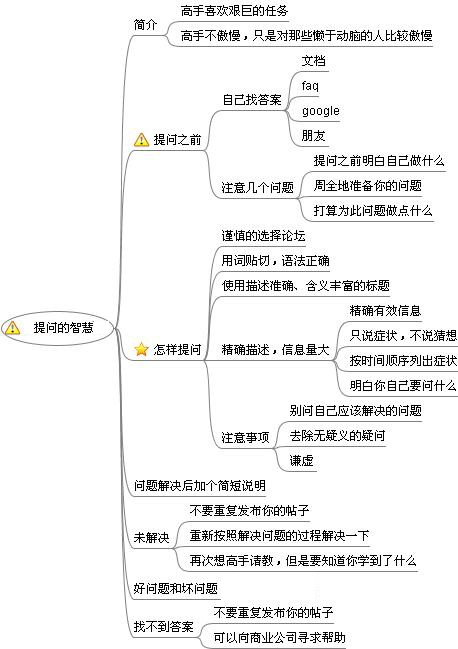 简介
高手喜欢艰巨的任务
高手不傲慢，只是对那些懒于动脑的人比较傲慢
提问之前
自己找答案
文档
faq
google
朋友
注意几个问题
提问之前明白自己做什么
周全地准备你的问题
打算为此问题做点什么
提问的智慧
怎样提问
谨慎的选择论坛
用词贴切，语法正确
使用描述准确、含义丰富的标题
精确描述，信息量大
精确有效信息
只说症状，不说猜想
按时间顺序列出症状
明白你自己要问什么
注意事项
别问自己应该解决的问题
去除无疑义的疑问
谦虚
问题解决后加个简短说明
未解决
不要重复发布你的帖子
重新按照解决问题的过程解决一下
再次想高手请教，但是要知道你学到了什么
好问题和坏问题
找不到答案
不要重复发布你的帖子
可以向商业公司寻求帮助